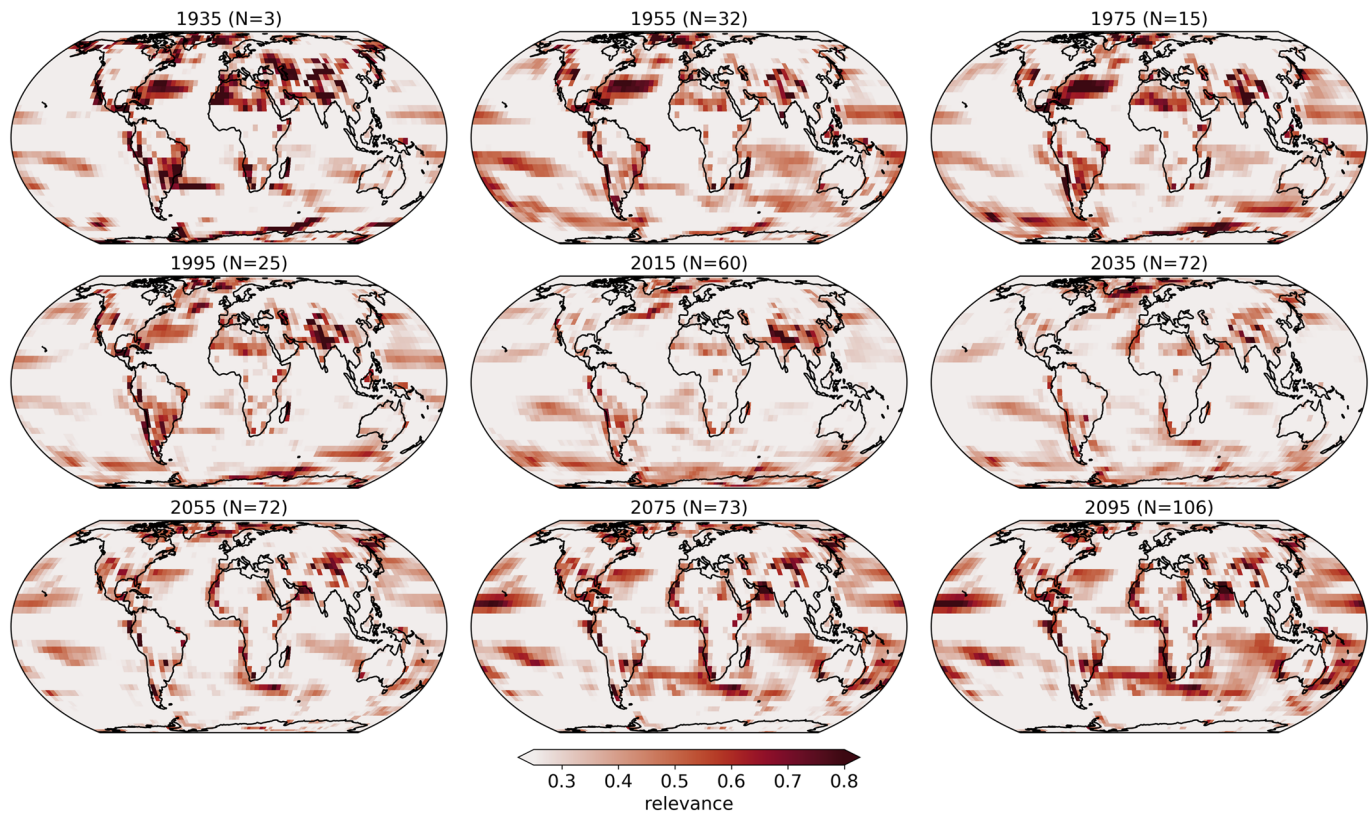 1935 (N=3)
1955 (N=32)
1975 (N=15)
1995 (N=25)
2015 (N=60)
2035 (N=72)
2055 (N=72)
2075 (N=73)
2095 (N=106)
0.3 0.4 0.5 0.6 0.7 0.8
relevance